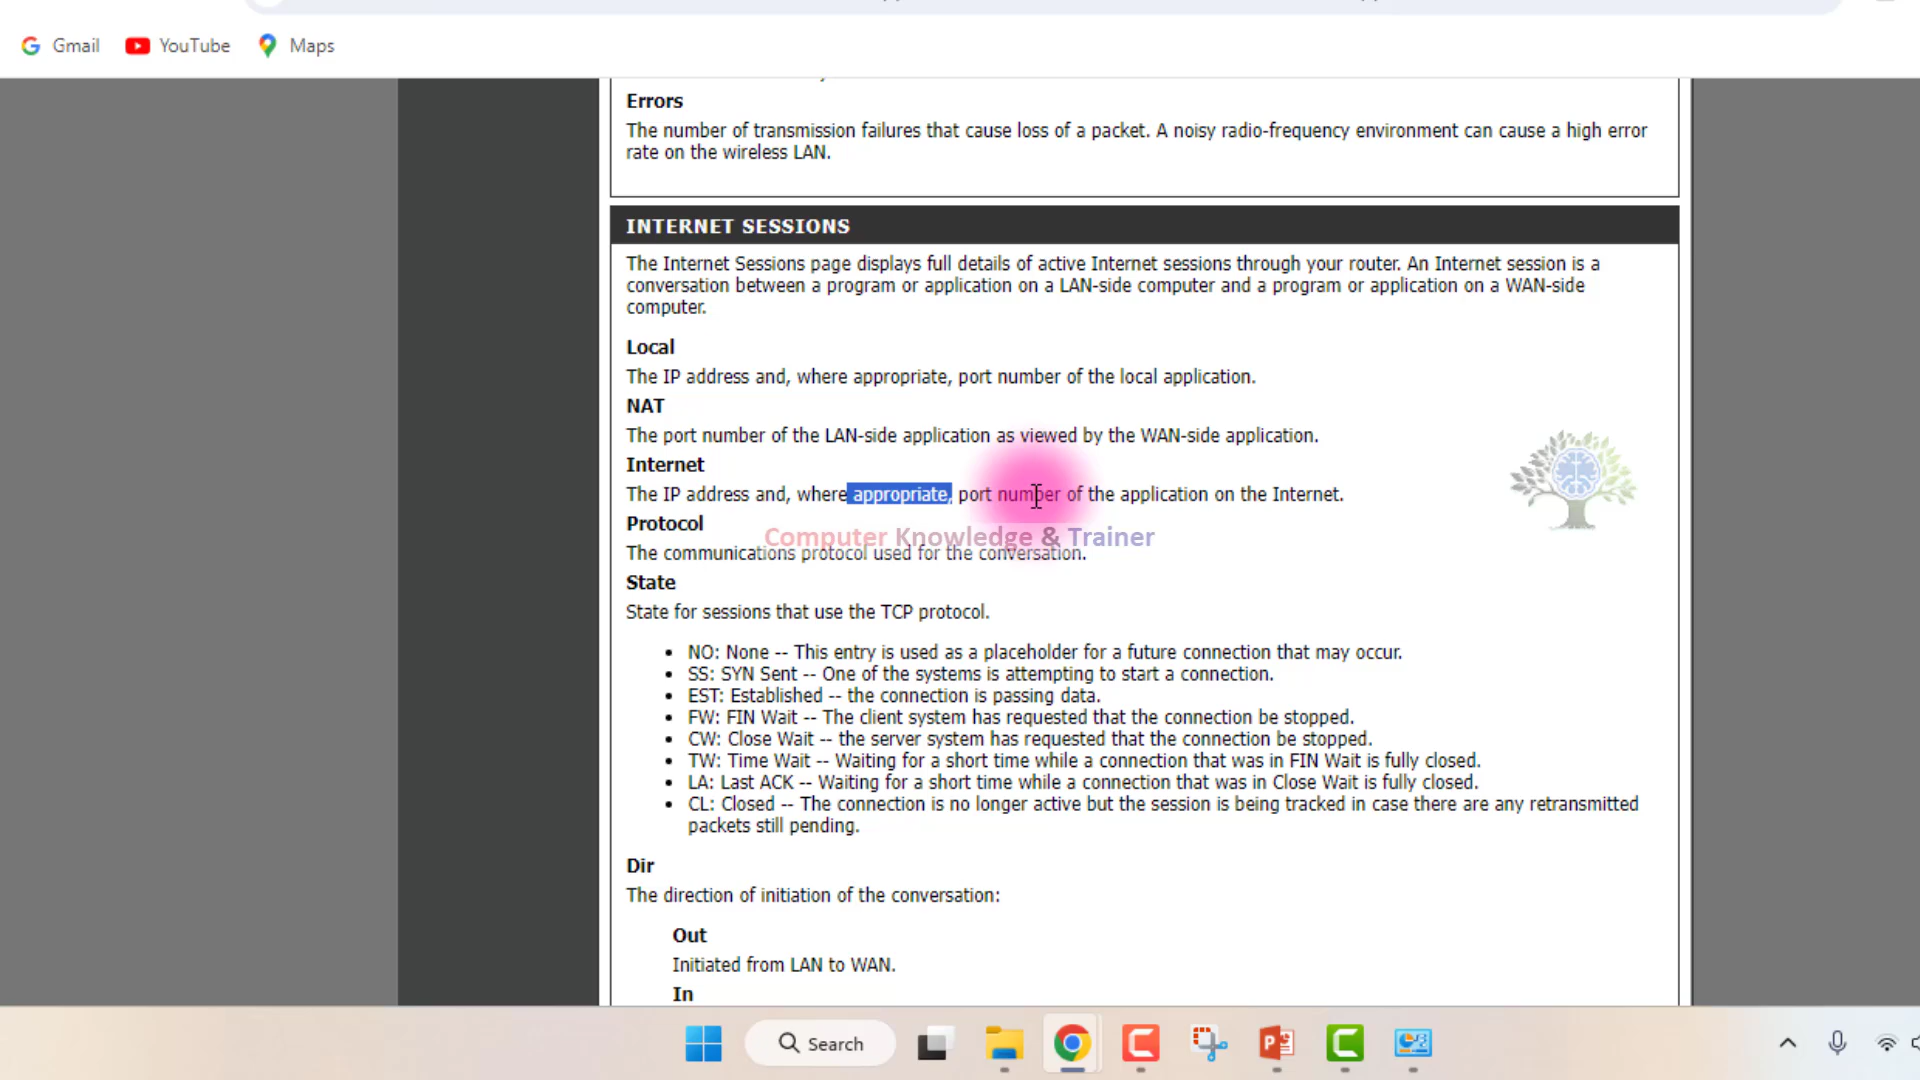 Gmail YouTube Maps
Errors
The number of transmission failures that cause loss of a packet. A noisy radio-frequency environment can cause a high error
rate on the wireless LAN.
INTERNET SESSIONS
The Internet Sessions page displays full details of active Internet sessions through your router. An Internet session is a
conversation between a program or application on a LAN-side computer and a program or application on a WAN-side
computer.
Local
The IP address and, where appropriate, port number of the local application.
NAT
The port number of the LAN-side application as viewed by the WAN-side application.
Internet
The IP address and, where appropriate, port number of the application on the Internet.
Protocol
Computer Knowledge & Trainer
The communications protocol used for the conversation.
State
State for sessions that use the TCP protocol.
• NO: None -- This entry is used as a placeholder for a future connection that may occur.
• SS: SYN Sent -- One of the systems is attempting to start a connection.
• EST: Established -- the connection is passing data.
• FW: FIN Wait -- The client system has requested that the connection be stopped.
• CW: Close Wait -- the server system has requested that the connection be stopped.
• TW: Time Wait -- Waiting for a short time while a connection that was in FIN Wait is fully closed.
• LA: Last ACK -- Waiting for a short time while a connection that was in Close Wait is fully closed.
• CL: Closed -- The connection is no longer active but the session is being tracked in case there are any retransmitted
packets still pending.
Dir
The direction of initiation of the conversation:
Out
Initiated from LAN to WAN.
In
Search